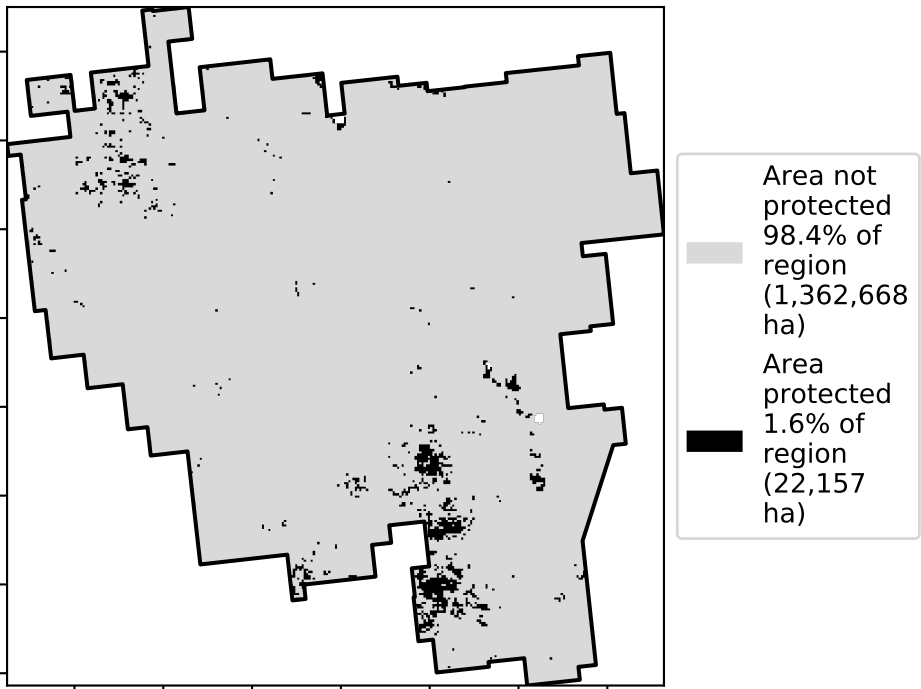 Area not
protected
98.4% of
region
(1,362,668
ha)
Area
protected
1.6% of
region
(22,157
ha)